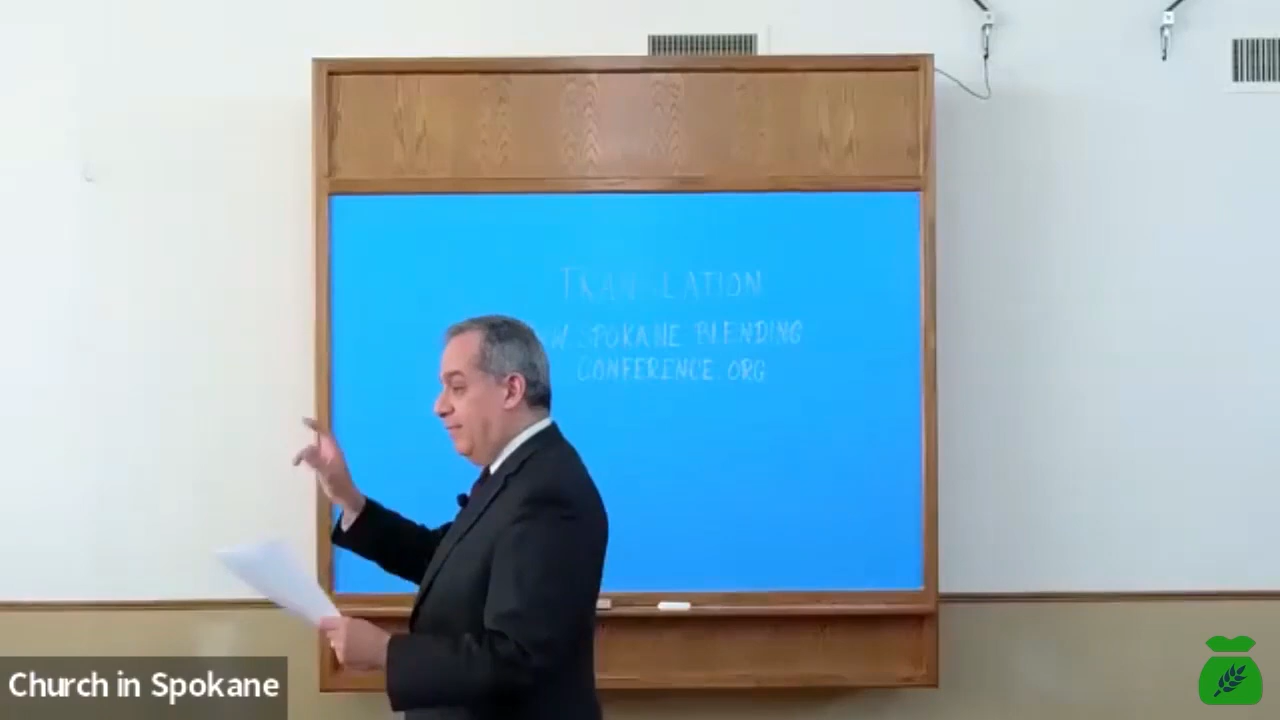 TRANSLATION
SPOKANE BLENDING
CONFERENCE.ORG
Church in Spokane